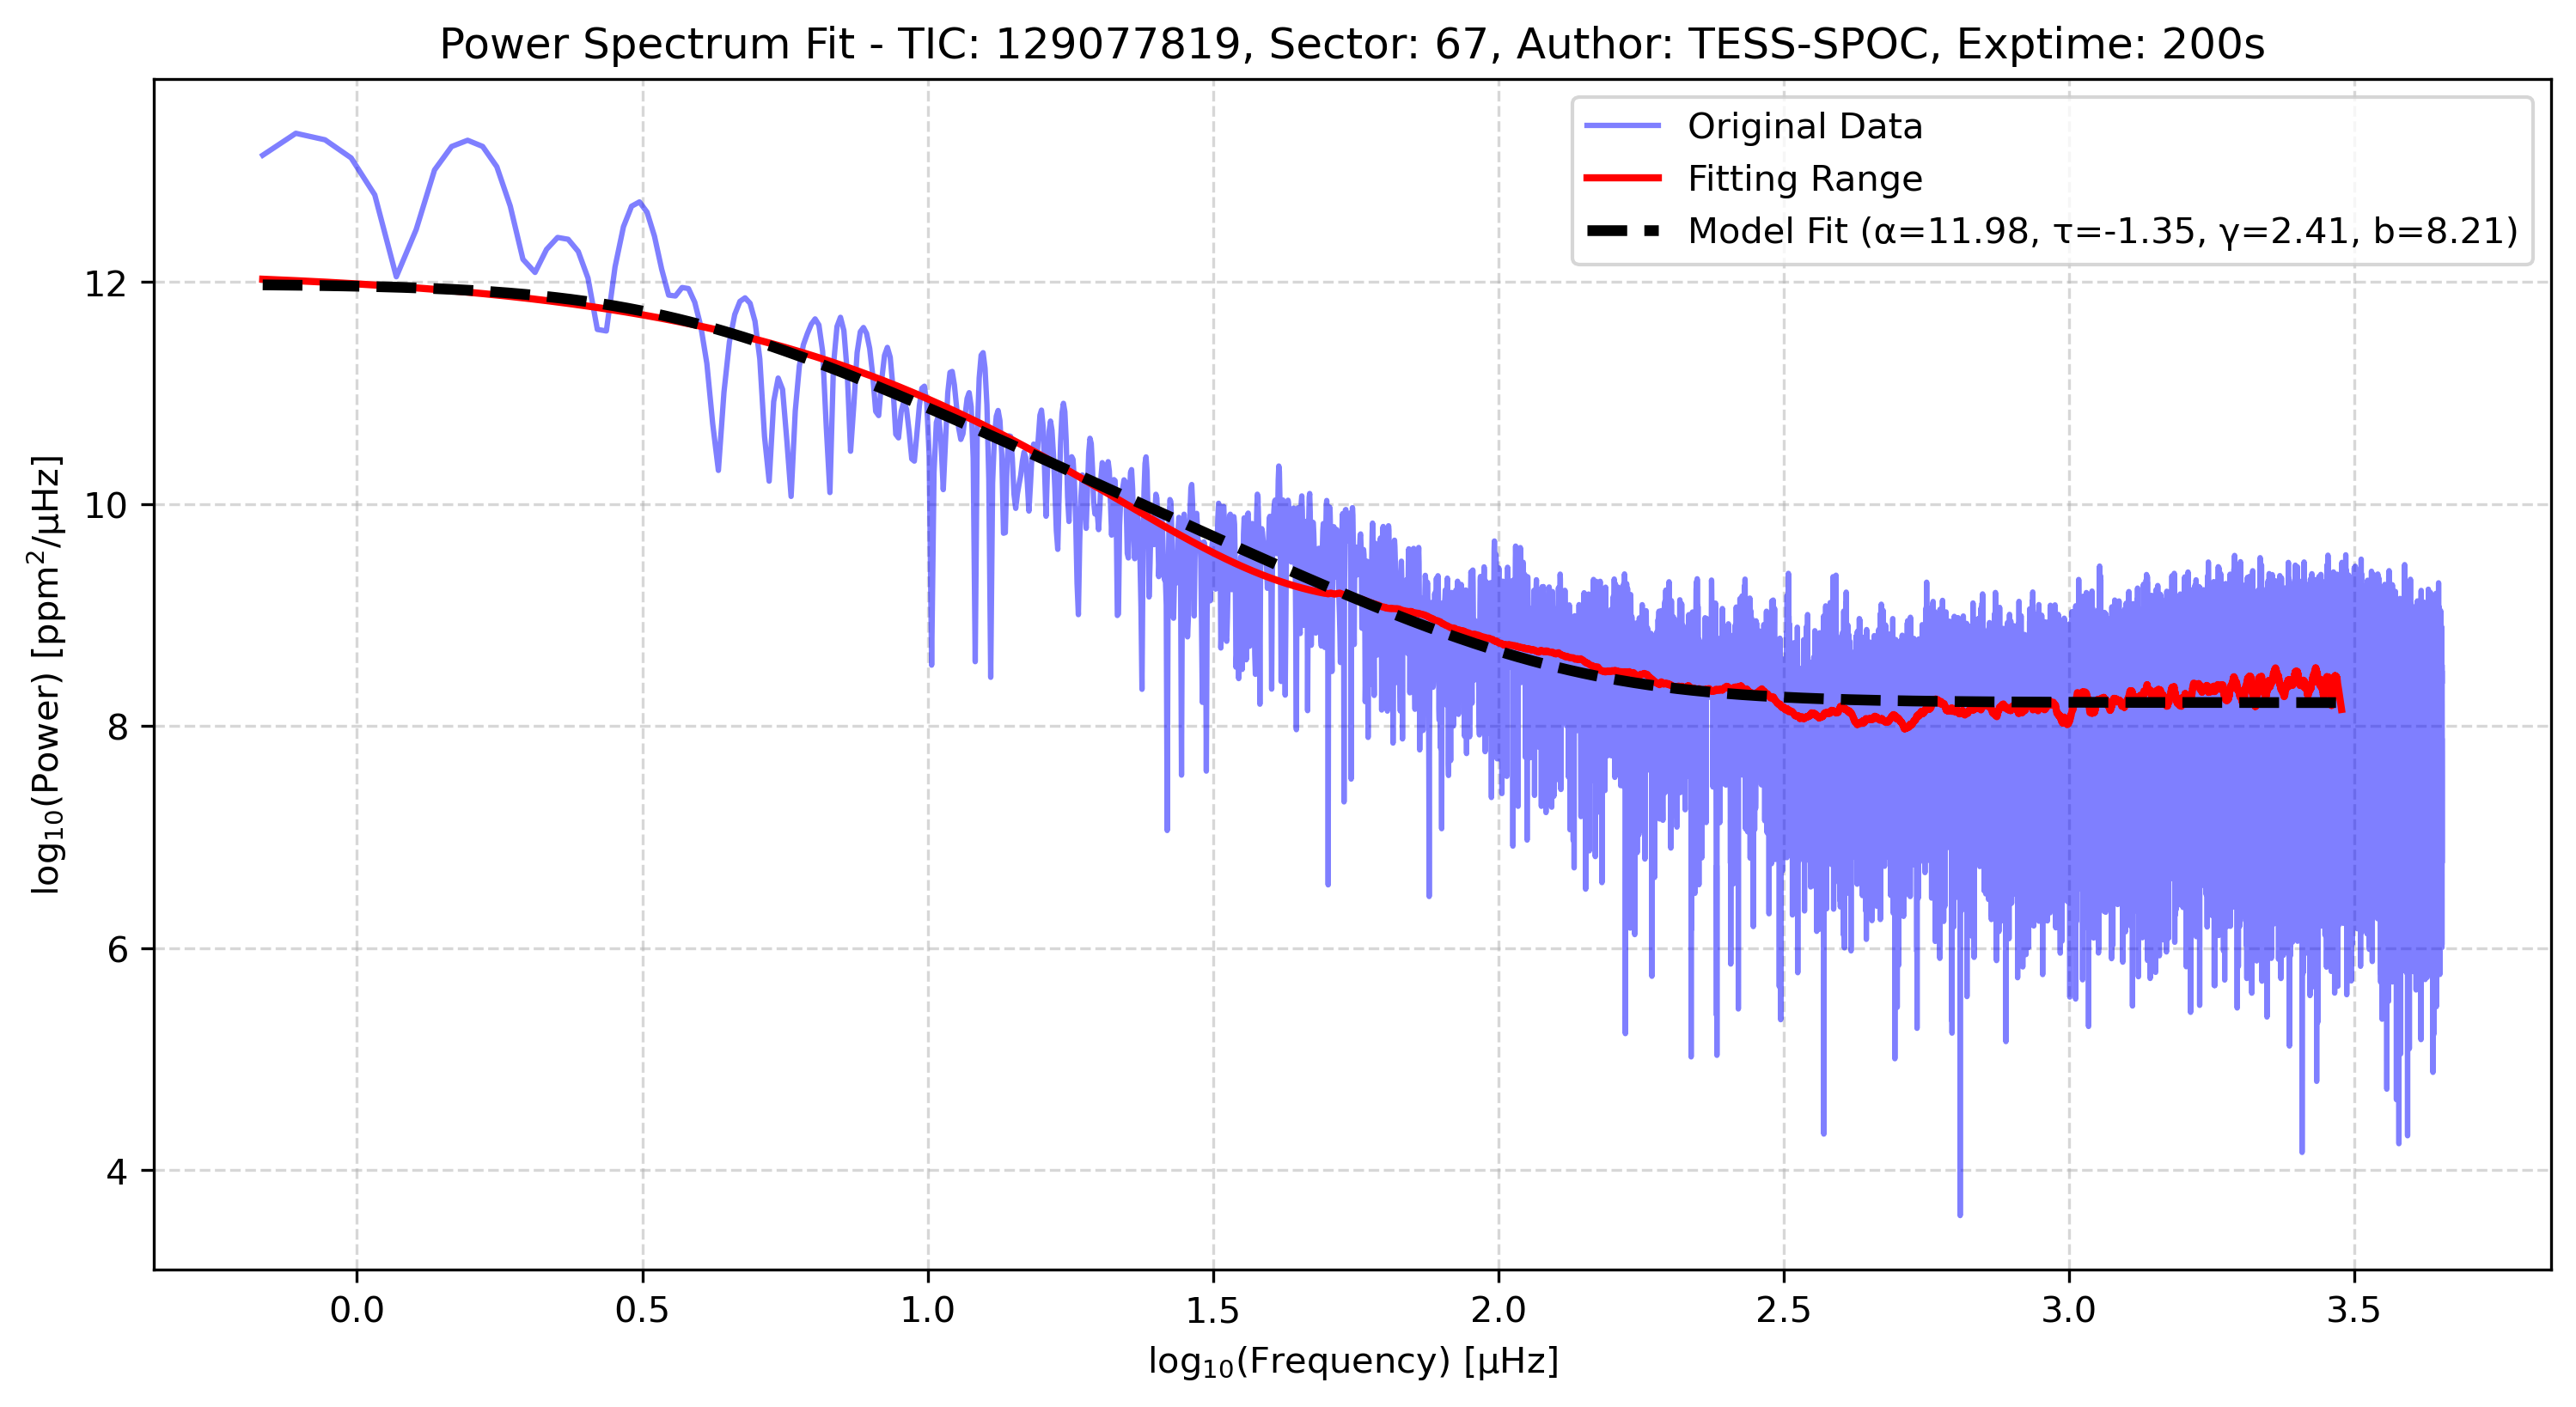 Power Spectrum Fit - TIC: 129077819, Sector: 67, Author: TESS-SPOC, Exptime: 200s
Original Data
Fitting Range
Model Fit (α=11.98, τ=-1.35, γ=2.41, b=8.21)
log₁₀(Power) [ppm²/μHz]
12
10
8
6
4
0.0 0.5 1.0 1.5 2.0 2.5 3.0 3.5
log₁₀(Frequency) [μHz]